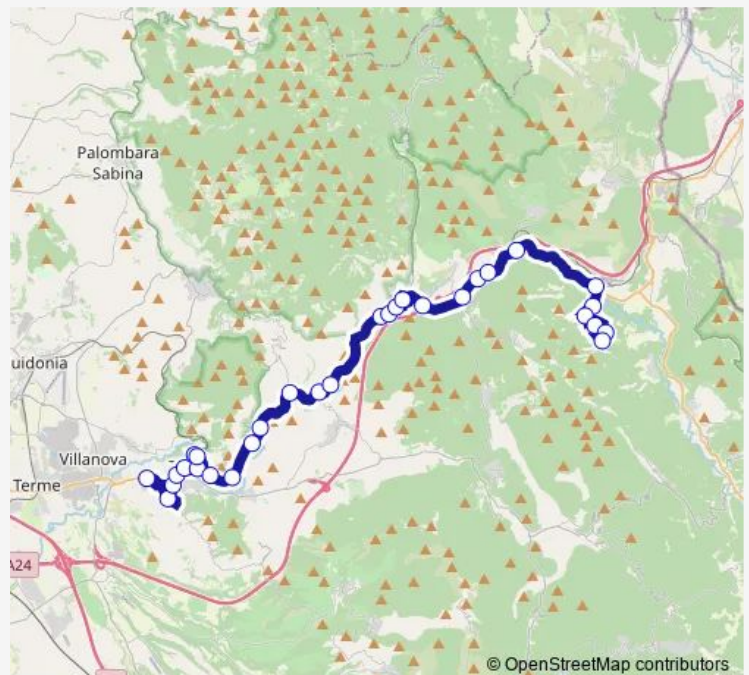 Palombara
Sabina
uidonia
Villanova
Terme
A24
© OpenStreetMap contributors